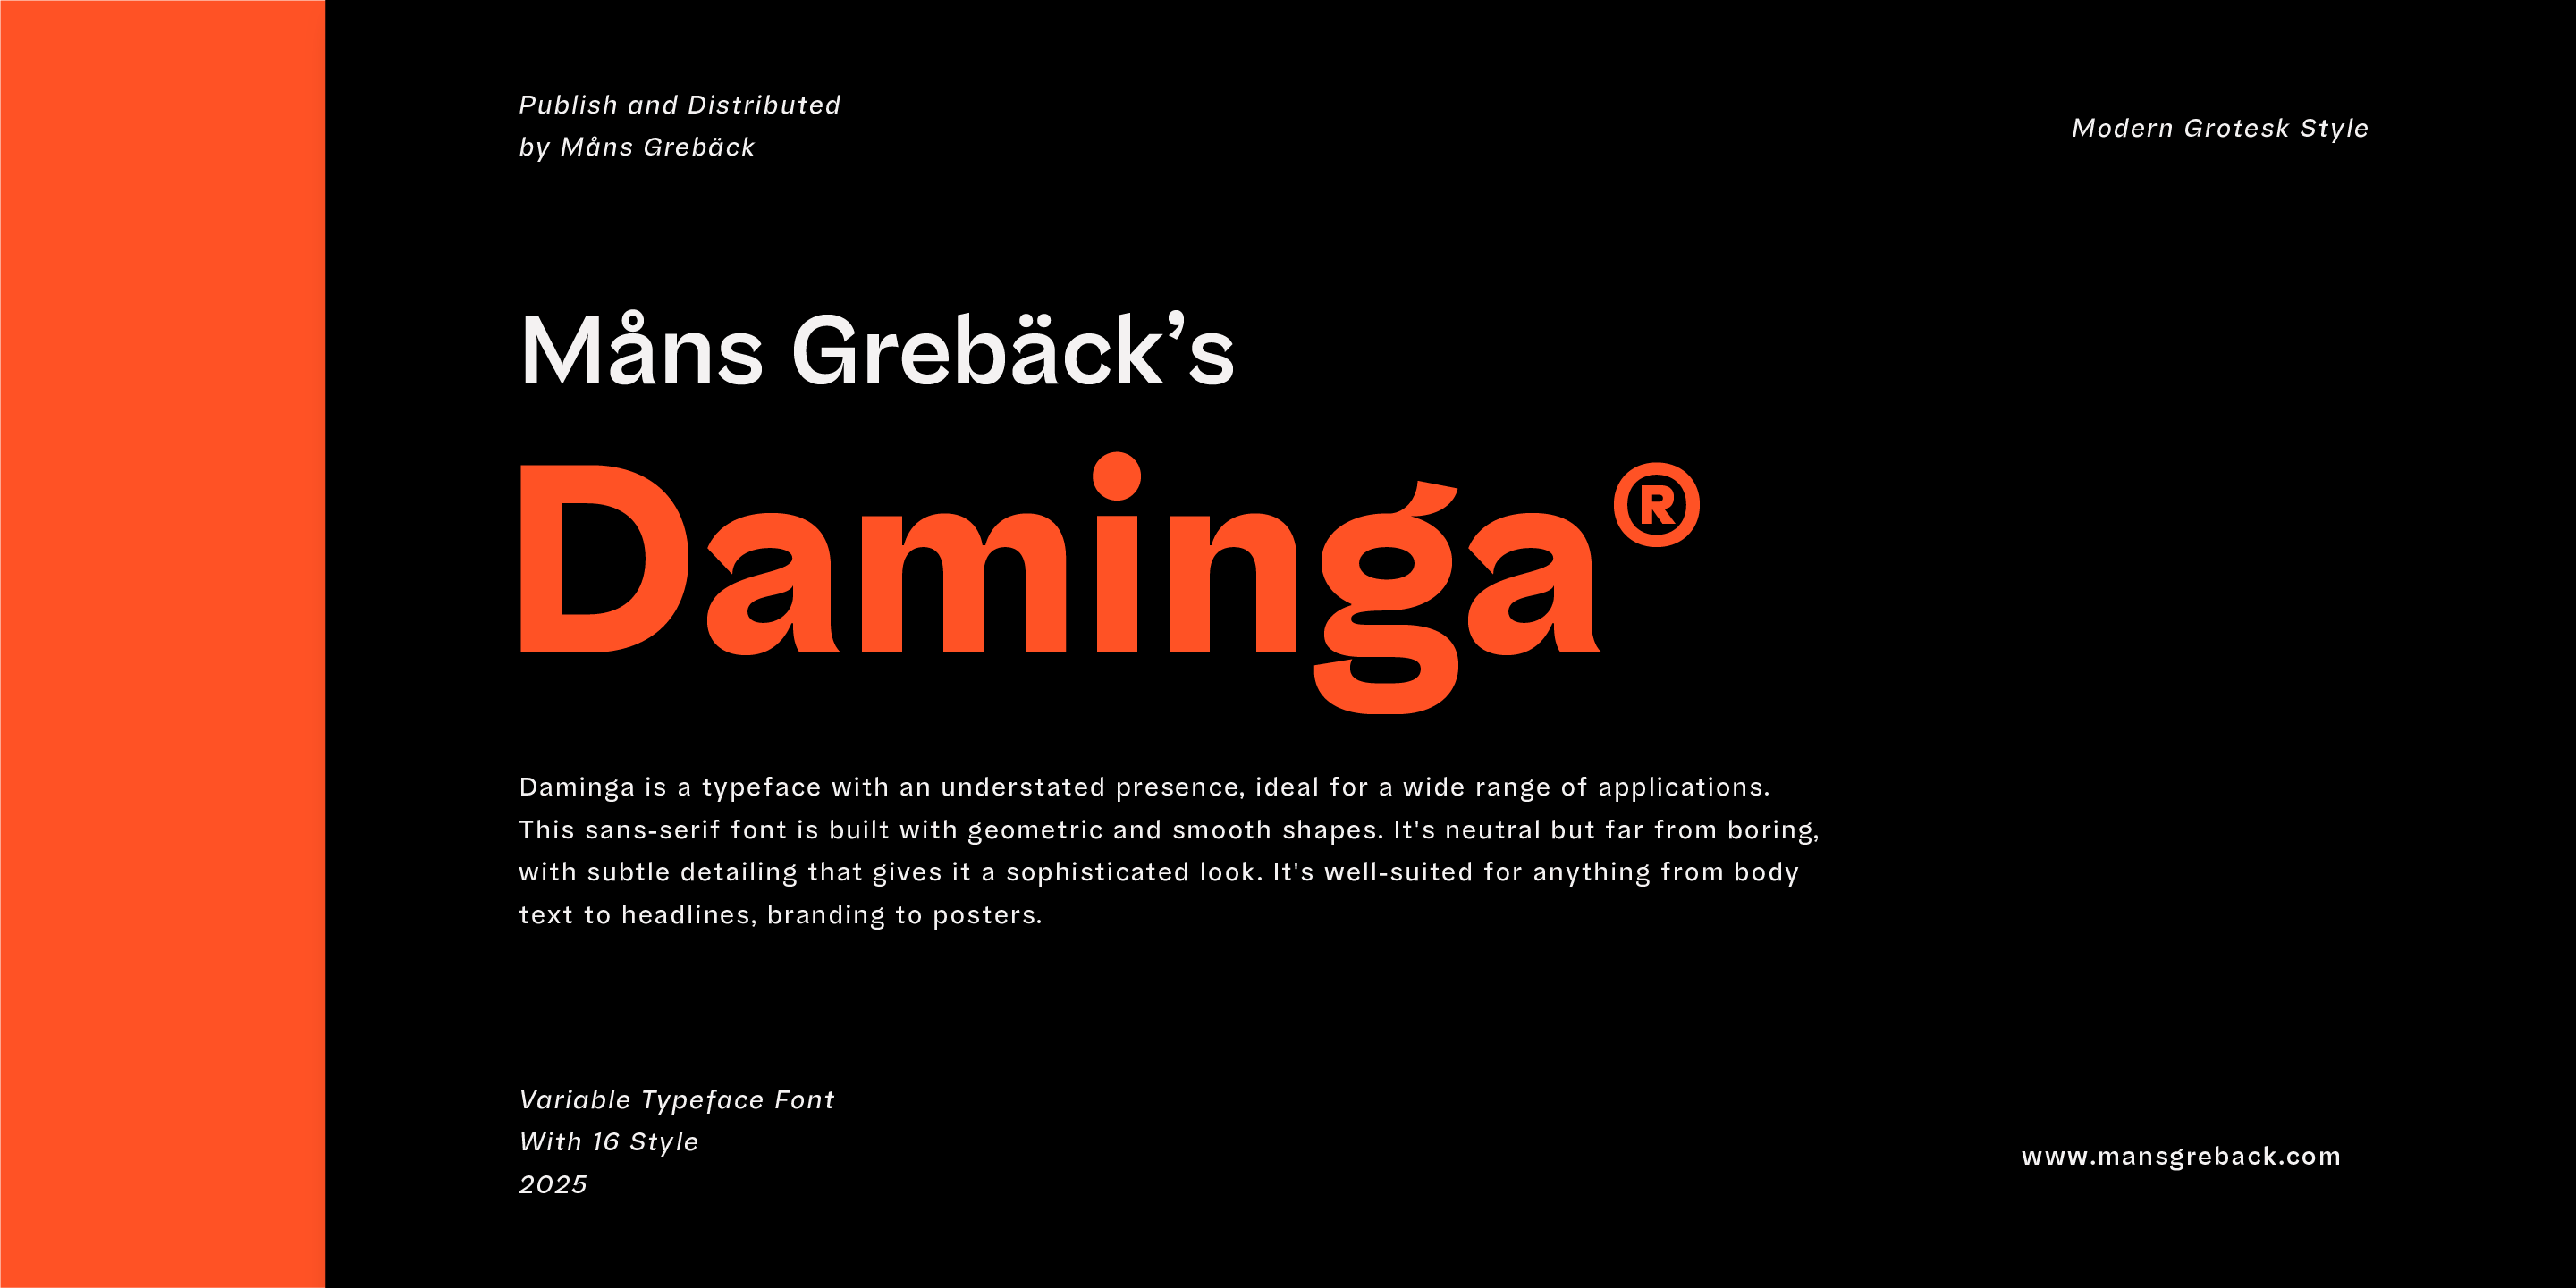 Publish and Distributed
by Måns Grebäck
Modern Grotesk Style
Måns Grebäck’s
Daminga®
Daminga is a typeface with an understated presence, ideal for a wide range of applications.
This sans-serif font is built with geometric and smooth shapes. It's neutral but far from boring,
with subtle detailing that gives it a sophisticated look. It's well-suited for anything from body
text to headlines, branding to posters.
Variable Typeface Font
With 16 Style
2025
www.mansgreback.com